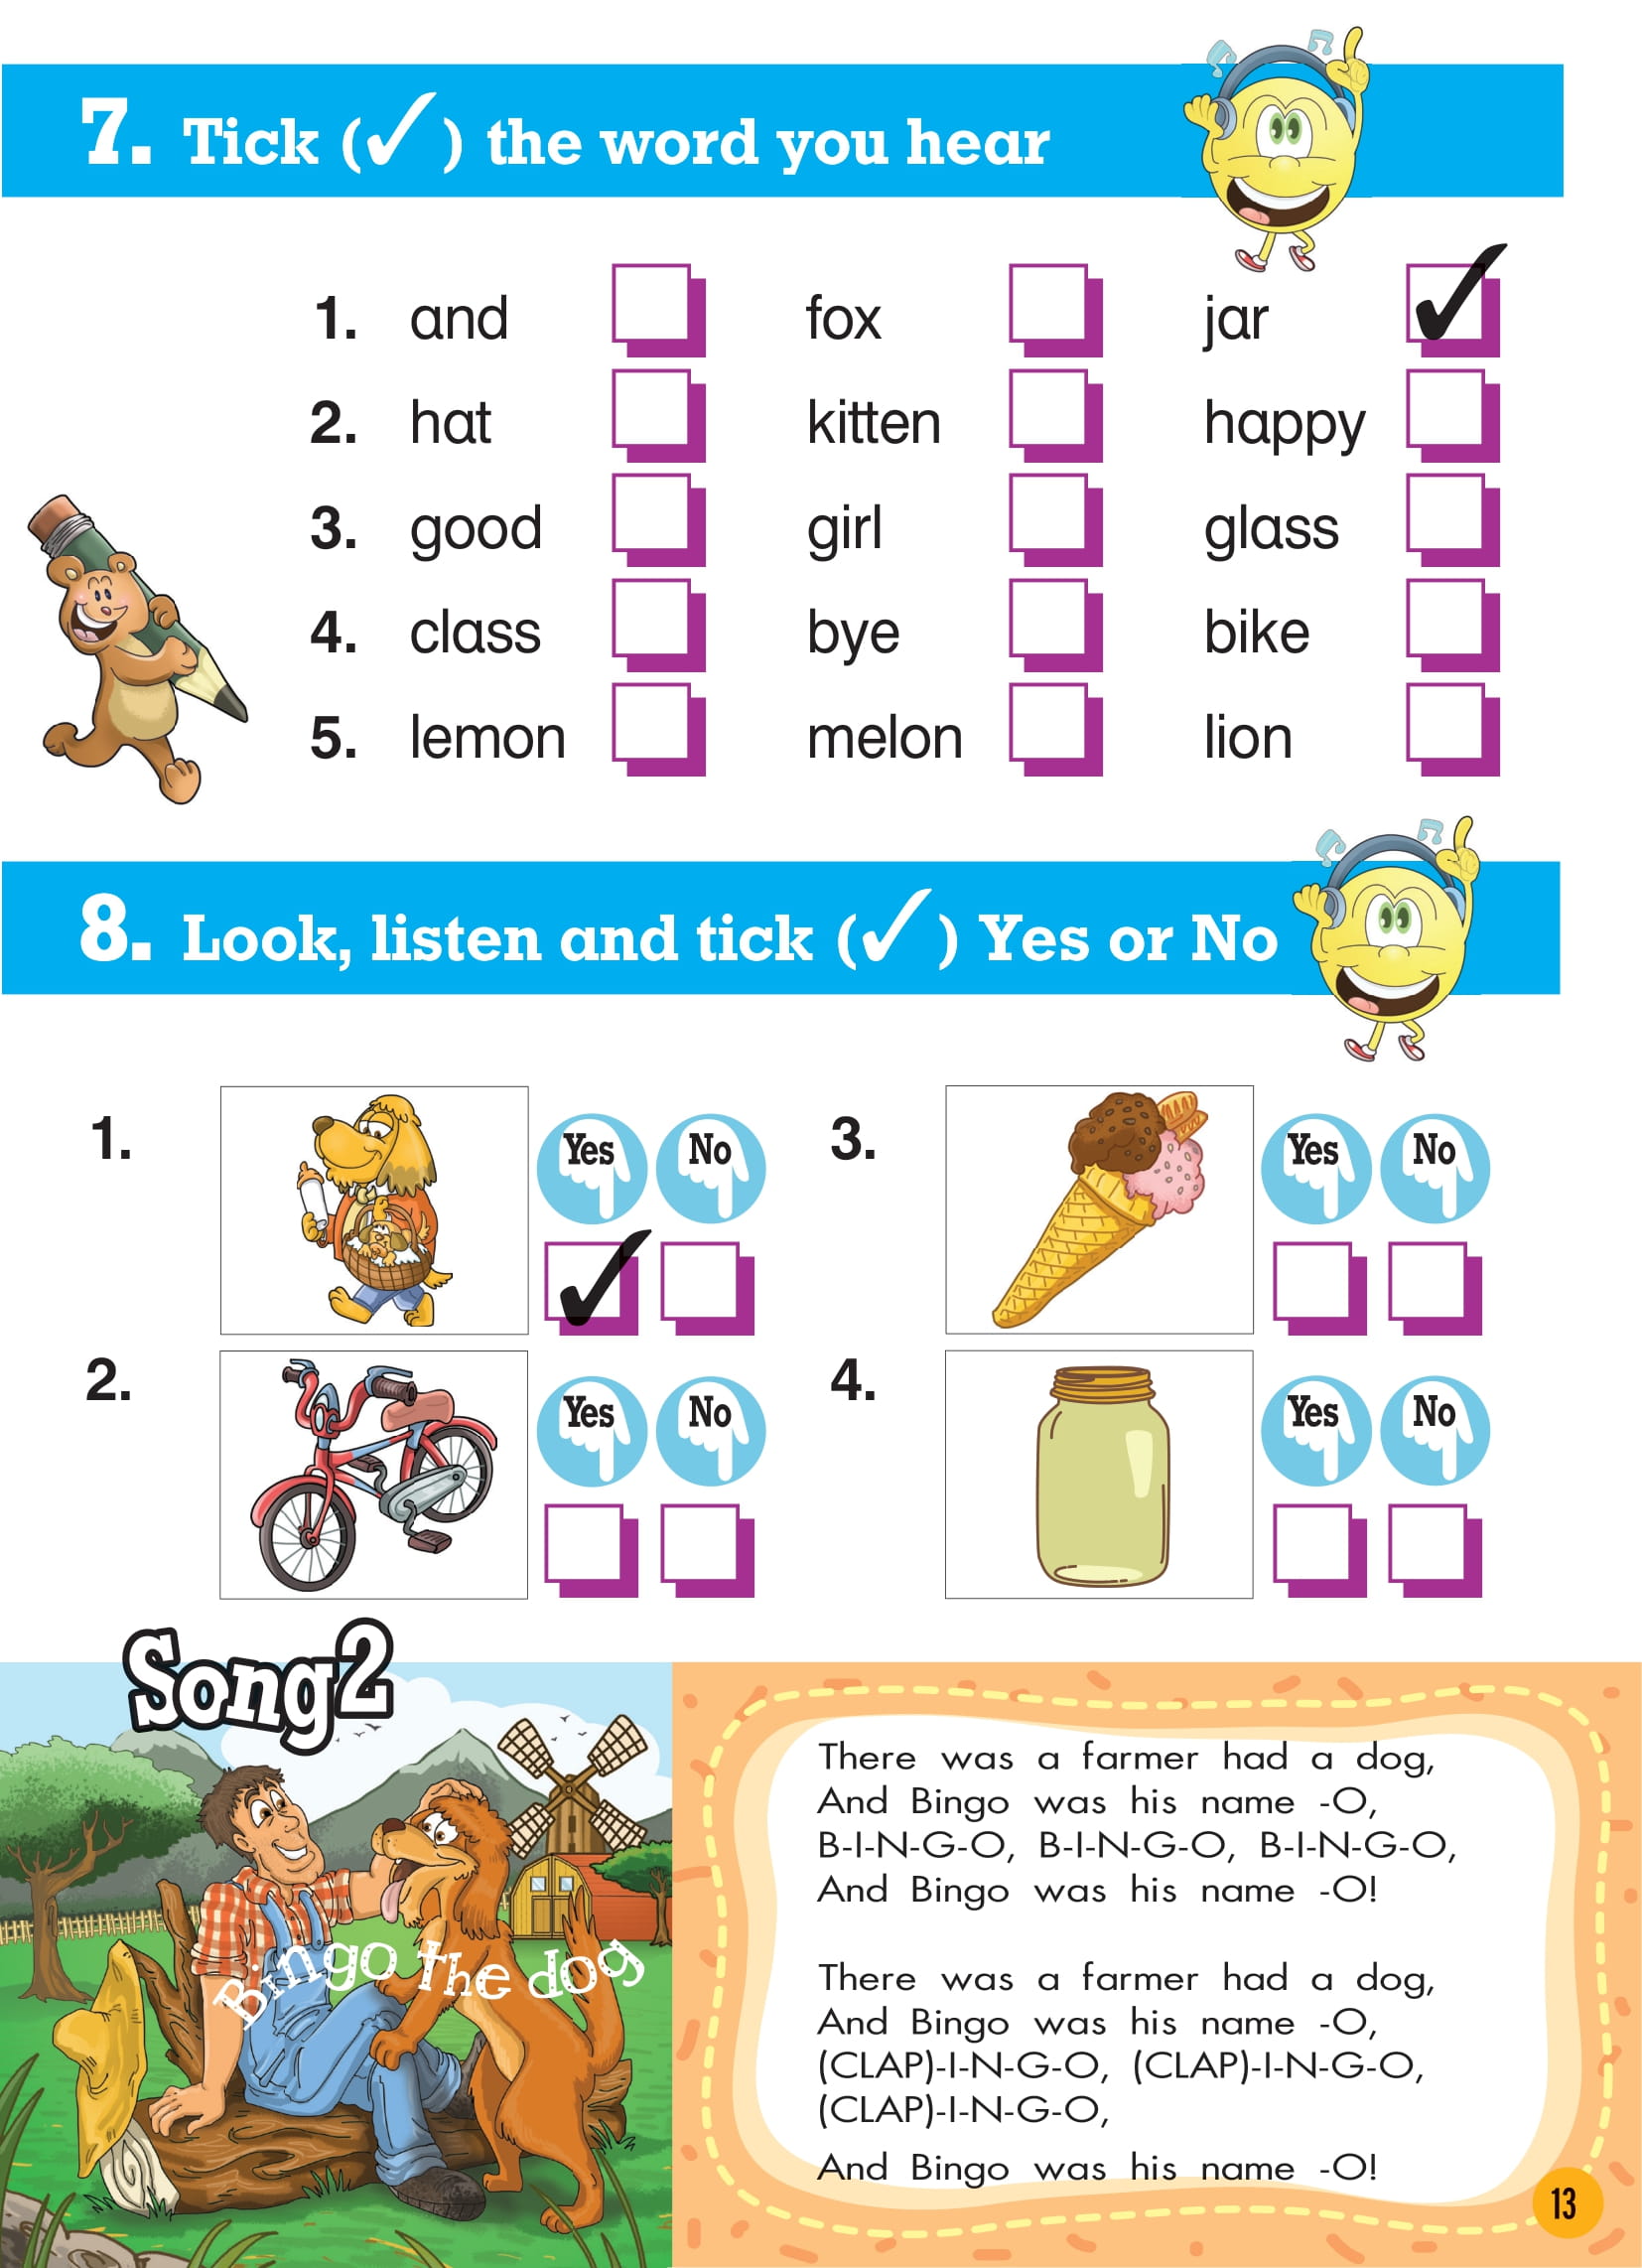 7. Tick (✓) the word you hear
1. and fox jar ✓
2. hat kitten happy
3. good girl glass
4. class bye bike
5. lemon melon lion
8. Look, listen and tick (✓) Yes or No
1. Yes No 3. Yes No
✓
2. Yes No 4. Yes No
Song2
Bingo the dog
There was a farmer had a dog,
And Bingo was his name -O,
B-I-N-G-O, B-I-N-G-O, B-I-N-G-O,
And Bingo was his name -O!
There was a farmer had a dog,
And Bingo was his name -O,
(CLAP)-I-N-G-O, (CLAP)-I-N-G-O,
(CLAP)-I-N-G-O,
And Bingo was his name -O!
13